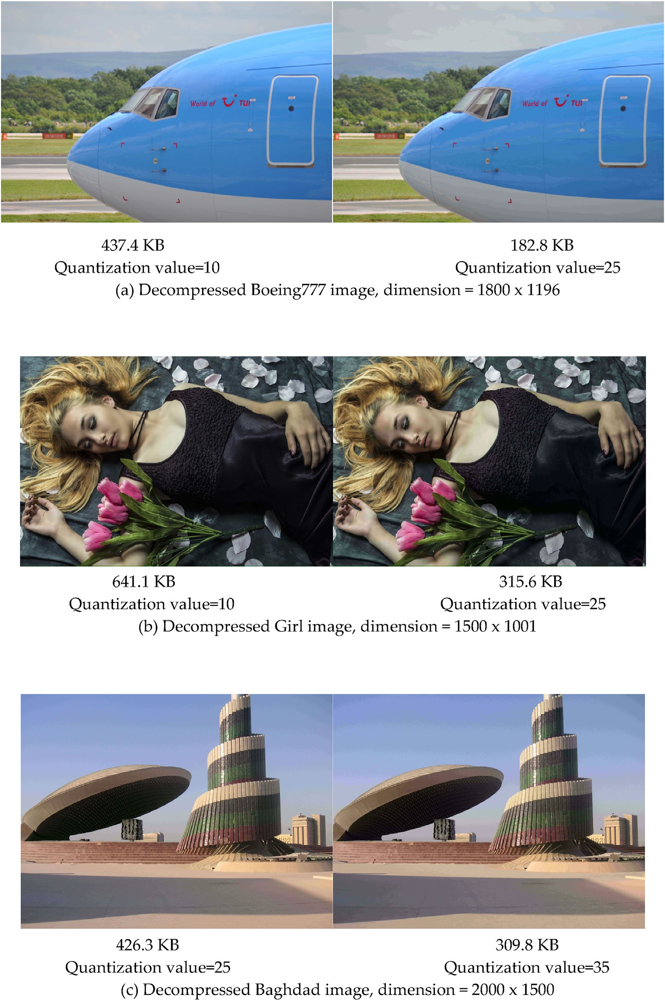 World of TUI
World of TUI
437.4 KB
182.8 KB
Quantization value=10
Quantization value=25
(a) Decompressed Boeing777 image, dimension = 1800 x 1196
641.1 KB
315.6 KB
Quantization value=10
Quantization value=25
(b) Decompressed Girl image, dimension = 1500 x 1001
426.3 KB
309.8 KB
Quantization value=25
Quantization value=35
(c) Decompressed Baghdad image, dimension = 2000 x 1500